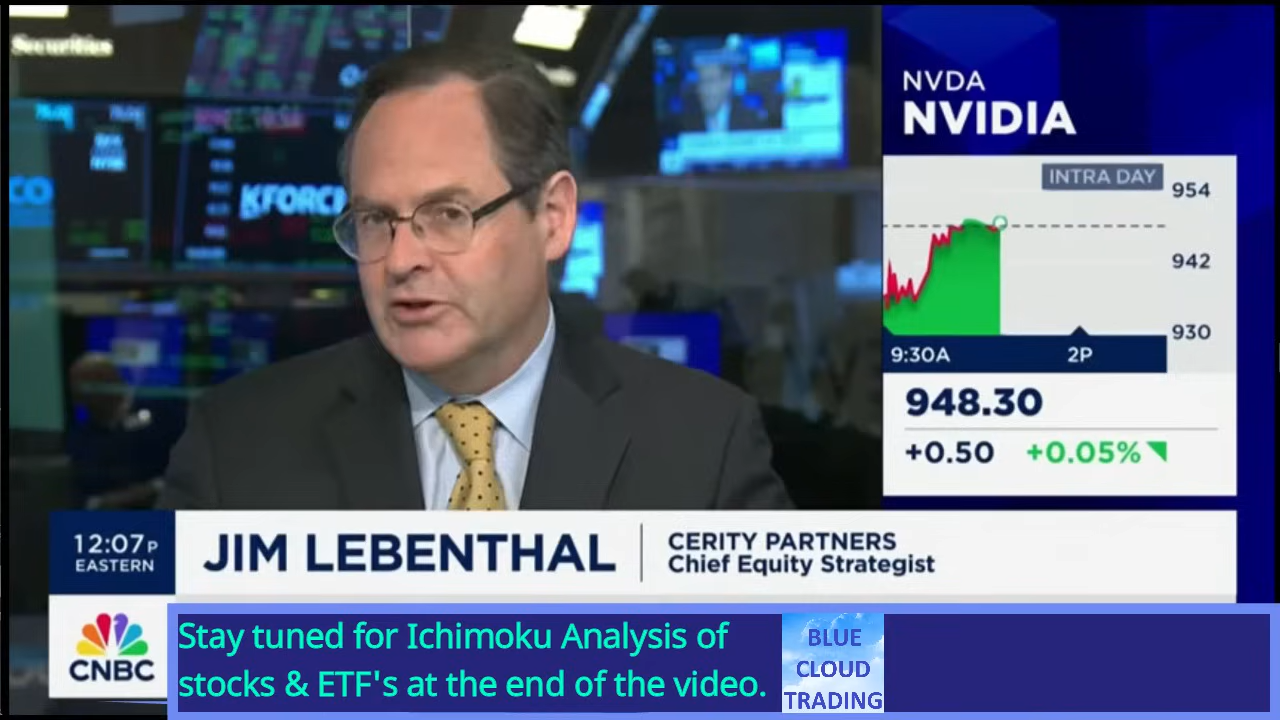 Securities
KFORC
NVDA
NVIDIA
INTRA DAY
954
942
930
9:30A
2P
948.30
+0.50 +0.05%
12:07P
EASTERN
JIM LEBENTHAL
CERITY PARTNERS
Chief Equity Strategist
CNBC
Stay tuned for Ichimoku Analysis of
stocks & ETF's at the end of the video.
BLUE
CLOUD
TRADING